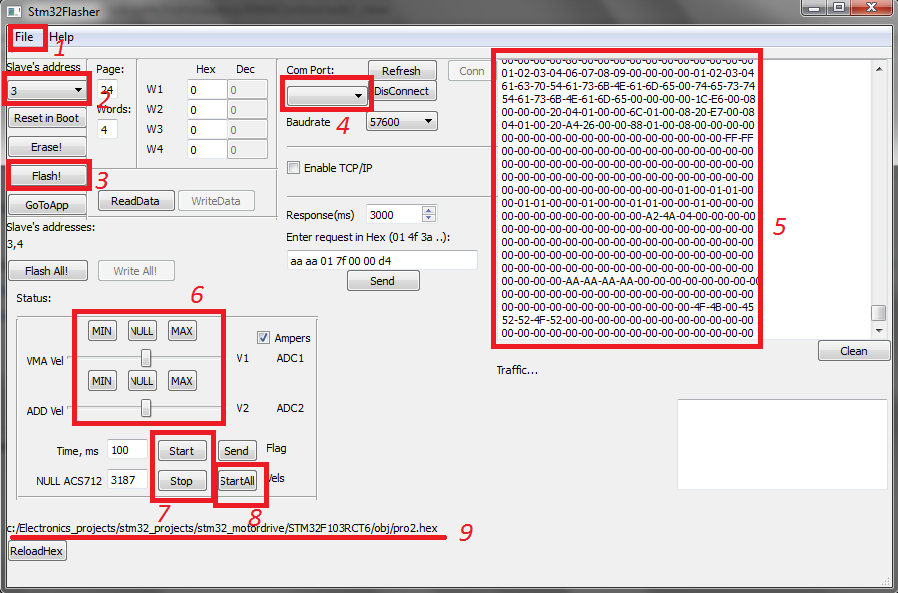 Stm32Flasher
File Help
1
Slave's address
3
2
Reset in Boot
Erase!
Flash!
3
GoToApp
Slave's addresses:
3,4
Flash All!
Write All!
Page:
24
Words:
4
Hex Dec
W1 0 0
W2 0 0
W3 0 0
W4 0 0
ReadData WriteData
Com Port:
Refresh
Conn
DisConnect
4
Baudrate 57600
Enable TCP/IP
Response(ms) 3000
Enter request in Hex (01 4f 3a ..):
aa aa 01 7f 00 00 d4
Send
01-02-03-04-06-07-08-09-00-00-00-00-01-02-03-04
61-63-70-54-61-73-6B-4E-61-6D-65-00-74-65-73-74
54-61-73-6B-4E-61-6D-65-00-00-00-00-1C-E6-00-08
00-00-00-20-04-01-00-00-6C-01-00-08-20-E7-00-08
04-01-00-20-A4-26-00-00-88-01-00-08-00-00-00-00
00-00-00-00-00-00-00-00-00-00-00-00-00-00-FF-FF
00-00-00-00-00-00-00-00-00-00-00-00-00-00-00-00
00-00-00-00-00-00-00-00-00-00-00-00-00-00-00-00
00-00-00-00-00-00-00-00-00-00-00-00-00-00-00-00
00-00-00-00-00-00-00-00-00-00-00-01-00-01-01-00
00-01-01-00-00-01-00-00-01-01-00-00-01-00-01-00
00-00-00-00-00-00-00-00-00-00-A2-4A-04-00-00-00
00-00-00-00-00-00-00-00-00-00-00-00-00-00-00-00
00-00-00-00-00-00-00-00-00-00-00-00-00-00-00-00
00-00-00-00-00-00-00-00-00-00-00-00-00-00-00-00
00-00-00-00-00-00-00-00-00-00-00-00-00-00-00-00
00-00-00-00-AA-AA-AA-AA-00-00-00-00-00-00-00-00
00-00-00-00-00-00-00-00-00-00-00-00-00-00-00-00
00-00-00-00-00-00-00-00-00-00-00-00-4F-4B-00-45
52-52-4F-52-00-00-00-00-00-00-00-00-00-00-00-00
00-00-00-00-00-00-00-00-00-00-00-00-00-00-00-00
5
Clean
Traffic...
Status:
6
MIN NULL MAX
Ampers
VMA Vel V1 ADC1
MIN NULL MAX
ADD Vel V2 ADC2
Time, ms 100 Start Send Flag
NULL ACS712 3187 Stop StartAll Vels
7 8
c:/Electronics_projects/stm32_projects/stm32_motordrive/STM32F103RCT6/obj/pro2.hex
9
ReloadHex